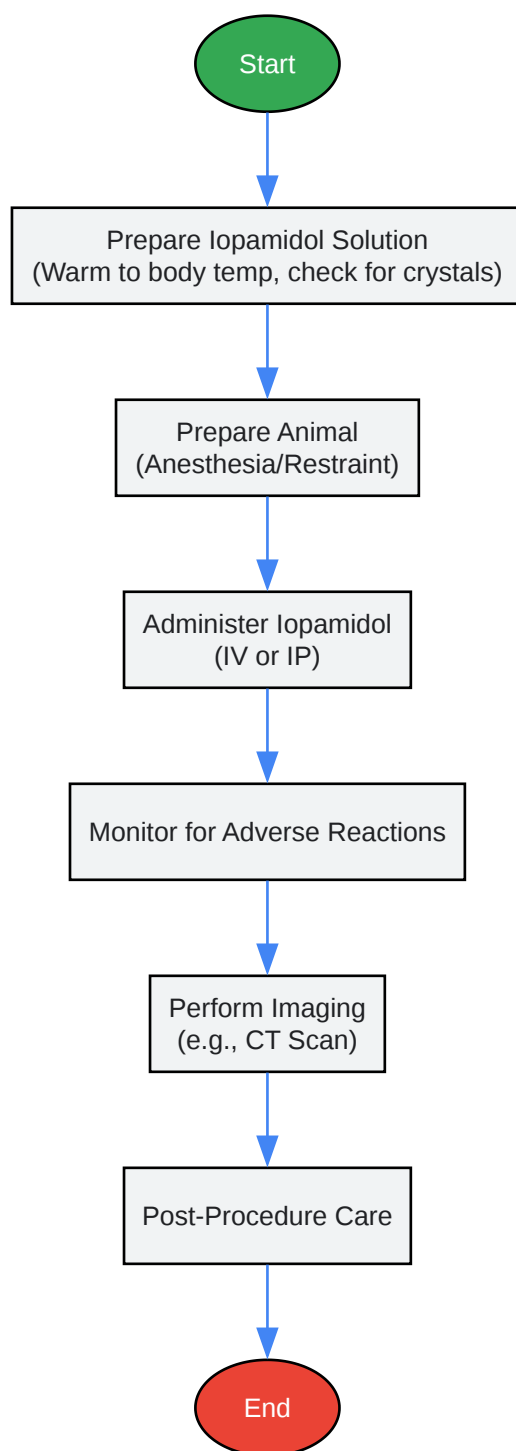 Start
Prepare Iopamidol Solution
(Warm to body temp, check for crystals)
Prepare Animal
(Anesthesia/Restraint)
Administer Iopamidol
(IV or IP)
Monitor for Adverse Reactions
Perform Imaging
(e.g., CT Scan)
Post-Procedure Care
End